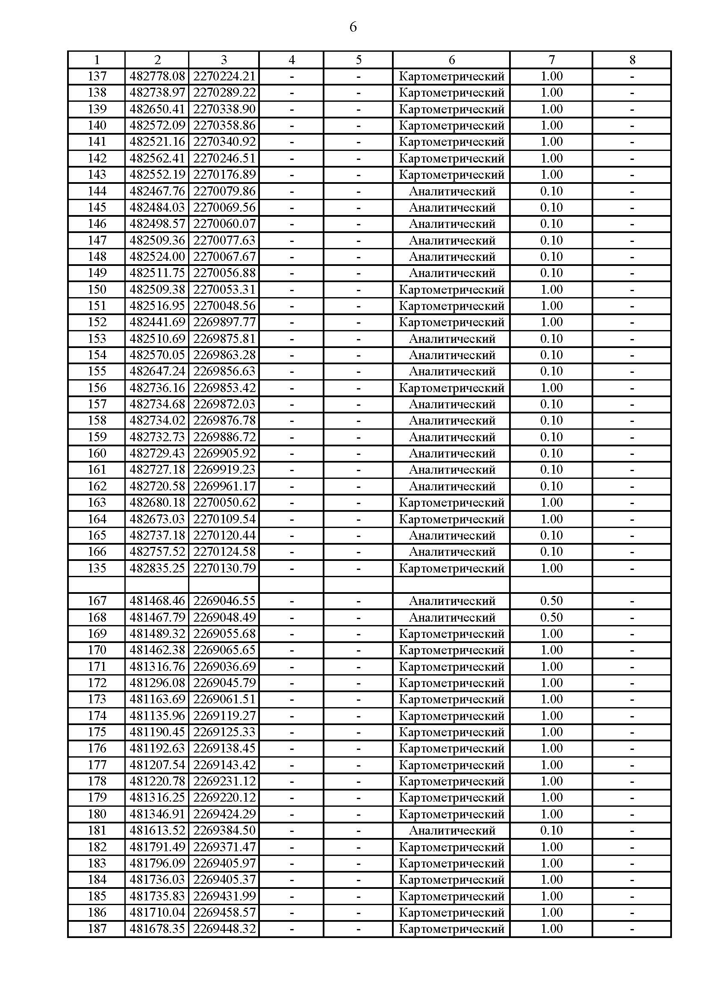 6
1 2 3 4 5 6 7 8
137 482778.08 2270224.21 - - Картометрический 1.00 -
138 482738.97 2270289.22 - - Картометрический 1.00 -
139 482650.41 2270338.90 - - Картометрический 1.00 -
140 482572.09 2270358.86 - - Картометрический 1.00 -
141 482521.16 2270340.92 - - Картометрический 1.00 -
142 482562.41 2270246.51 - - Картометрический 1.00 -
143 482552.19 2270176.89 - - Картометрический 1.00 -
144 482467.76 2270079.86 - - Аналитический 0.10 -
145 482484.03 2270069.56 - - Аналитический 0.10 -
146 482498.57 2270060.07 - - Аналитический 0.10 -
147 482509.36 2270077.63 - - Аналитический 0.10 -
148 482524.00 2270067.67 - - Аналитический 0.10 -
149 482511.75 2270056.88 - - Аналитический 0.10 -
150 482509.38 2270053.31 - - Картометрический 1.00 -
151 482516.95 2270048.56 - - Картометрический 1.00 -
152 482441.69 2269897.77 - - Картометрический 1.00 -
153 482510.69 2269875.81 - - Аналитический 0.10 -
154 482570.05 2269863.28 - - Аналитический 0.10 -
155 482647.24 2269856.63 - - Аналитический 0.10 -
156 482736.16 2269853.42 - - Картометрический 1.00 -
157 482734.68 2269872.03 - - Аналитический 0.10 -
158 482734.02 2269876.78 - - Аналитический 0.10 -
159 482732.73 2269886.72 - - Аналитический 0.10 -
160 482729.43 2269905.92 - - Аналитический 0.10 -
161 482727.18 2269919.23 - - Аналитический 0.10 -
162 482720.58 2269961.17 - - Аналитический 0.10 -
163 482680.18 2270050.62 - - Картометрический 1.00 -
164 482673.03 2270109.54 - - Картометрический 1.00 -
165 482737.18 2270120.44 - - Аналитический 0.10 -
166 482757.52 2270124.58 - - Аналитический 0.10 -
135 482835.25 2270130.79 - - Картометрический 1.00 -
167 481468.46 2269046.55 - - Аналитический 0.50 -
168 481467.79 2269048.49 - - Аналитический 0.50 -
169 481489.32 2269055.68 - - Картометрический 1.00 -
170 481462.38 2269065.65 - - Картометрический 1.00 -
171 481316.76 2269036.69 - - Картометрический 1.00 -
172 481296.08 2269045.79 - - Картометрический 1.00 -
173 481163.69 2269061.51 - - Картометрический 1.00 -
174 481135.96 2269119.27 - - Картометрический 1.00 -
175 481190.45 2269125.33 - - Картометрический 1.00 -
176 481192.63 2269138.45 - - Картометрический 1.00 -
177 481207.54 2269143.42 - - Картометрический 1.00 -
178 481220.78 2269231.12 - - Картометрический 1.00 -
179 481316.25 2269220.12 - - Картометрический 1.00 -
180 481346.91 2269424.29 - - Картометрический 1.00 -
181 481613.52 2269384.50 - - Аналитический 0.10 -
182 481791.49 2269371.47 - - Картометрический 1.00 -
183 481796.09 2269405.97 - - Картометрический 1.00 -
184 481736.03 2269405.37 - - Картометрический 1.00 -
185 481735.83 2269431.99 - - Картометрический 1.00 -
186 481710.04 2269458.57 - - Картометрический 1.00 -
187 481678.35 2269448.32 - - Картометрический 1.00 -